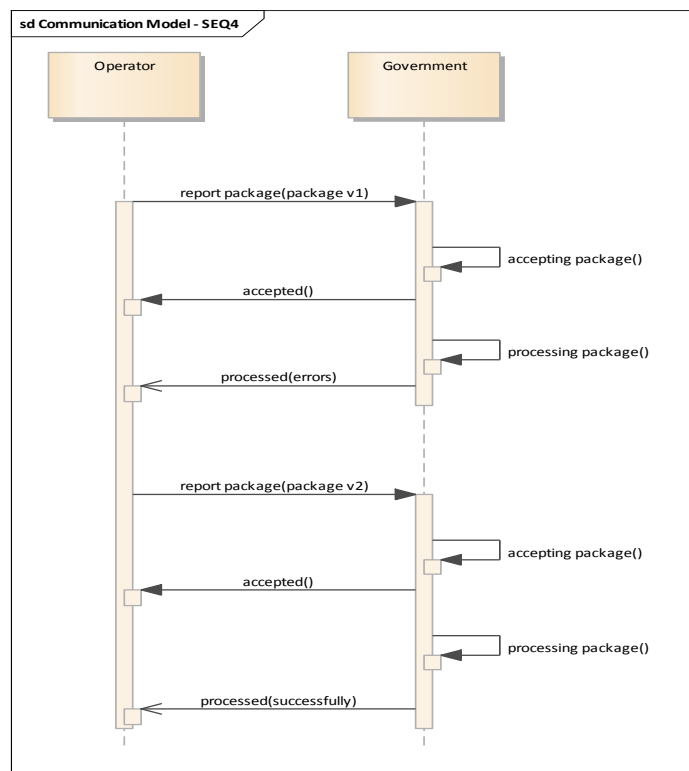 sd Communication Model - SEQ4
Operator
Government
report package(package v1)
accepting package()
accepted()
processing package()
processed(errors)
report package(package v2)
accepting package()
accepted()
processing package()
processed(successfully)